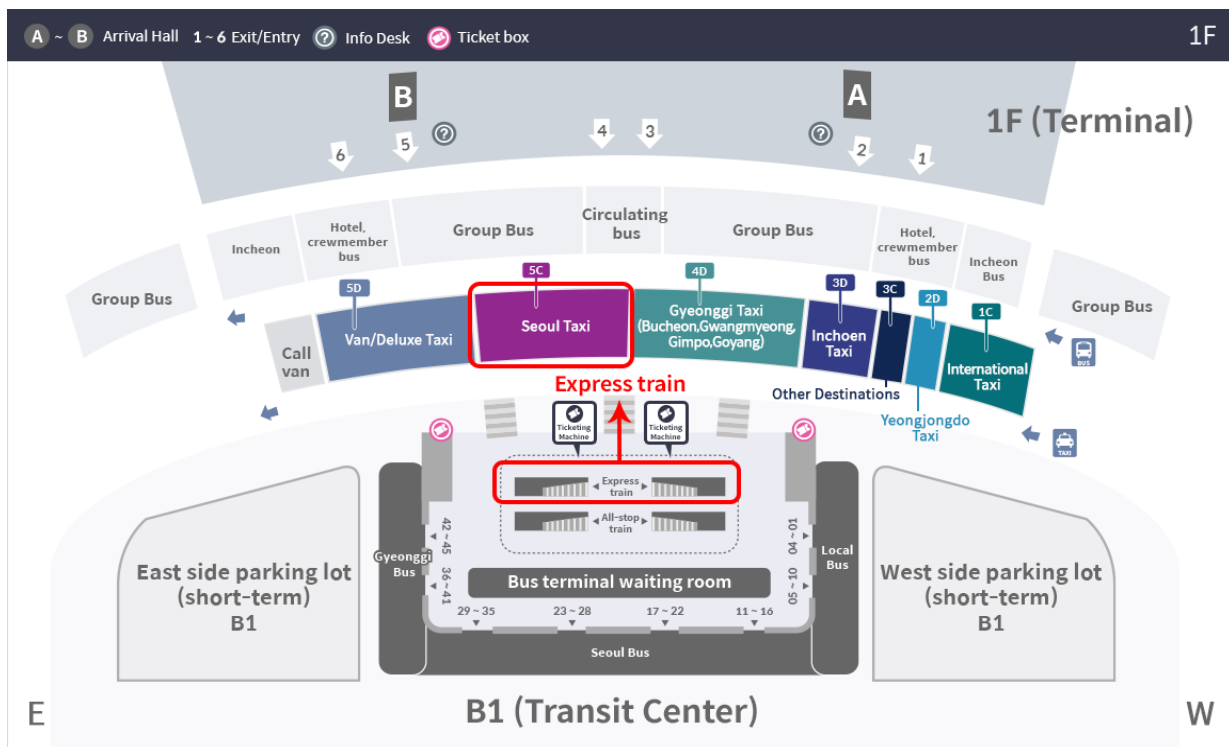 A ~ B Arrival Hall 1 ~ 6 Exit/Entry ? Info Desk Ticket box 1F
B
A
1F (Terminal)
6
5
?
4
3
?
2
1
Group Bus
Incheon
Hotel,
crewmember
bus
Group Bus
Circulating
bus
Group Bus
Hotel,
crewmember
bus
Incheon
Bus
Group Bus
5D
5C
4D
3D
3C
2D
1C
Call
van
Van/Deluxe Taxi
Seoul Taxi
Gyeonggi Taxi
(Bucheon,Gwangmyeong,
Gimpo,Goyang)
Inchoen
Taxi
Other Destinations
Yeongjongdo
Taxi
International
Taxi
BUS
TAXI
Express train
Ticketing
Machine
Ticketing
Machine
Express
train
All-stop
train
Gyeonggi
Bus
42 ~ 45
36 ~ 41
Bus terminal waiting room
04 ~ 01
05 ~ 10
Local
Bus
29 ~ 35
23 ~ 28
17 ~ 22
11 ~ 16
Seoul Bus
East side parking lot
(short-term)
B1
West side parking lot
(short-term)
B1
E
B1 (Transit Center)
W